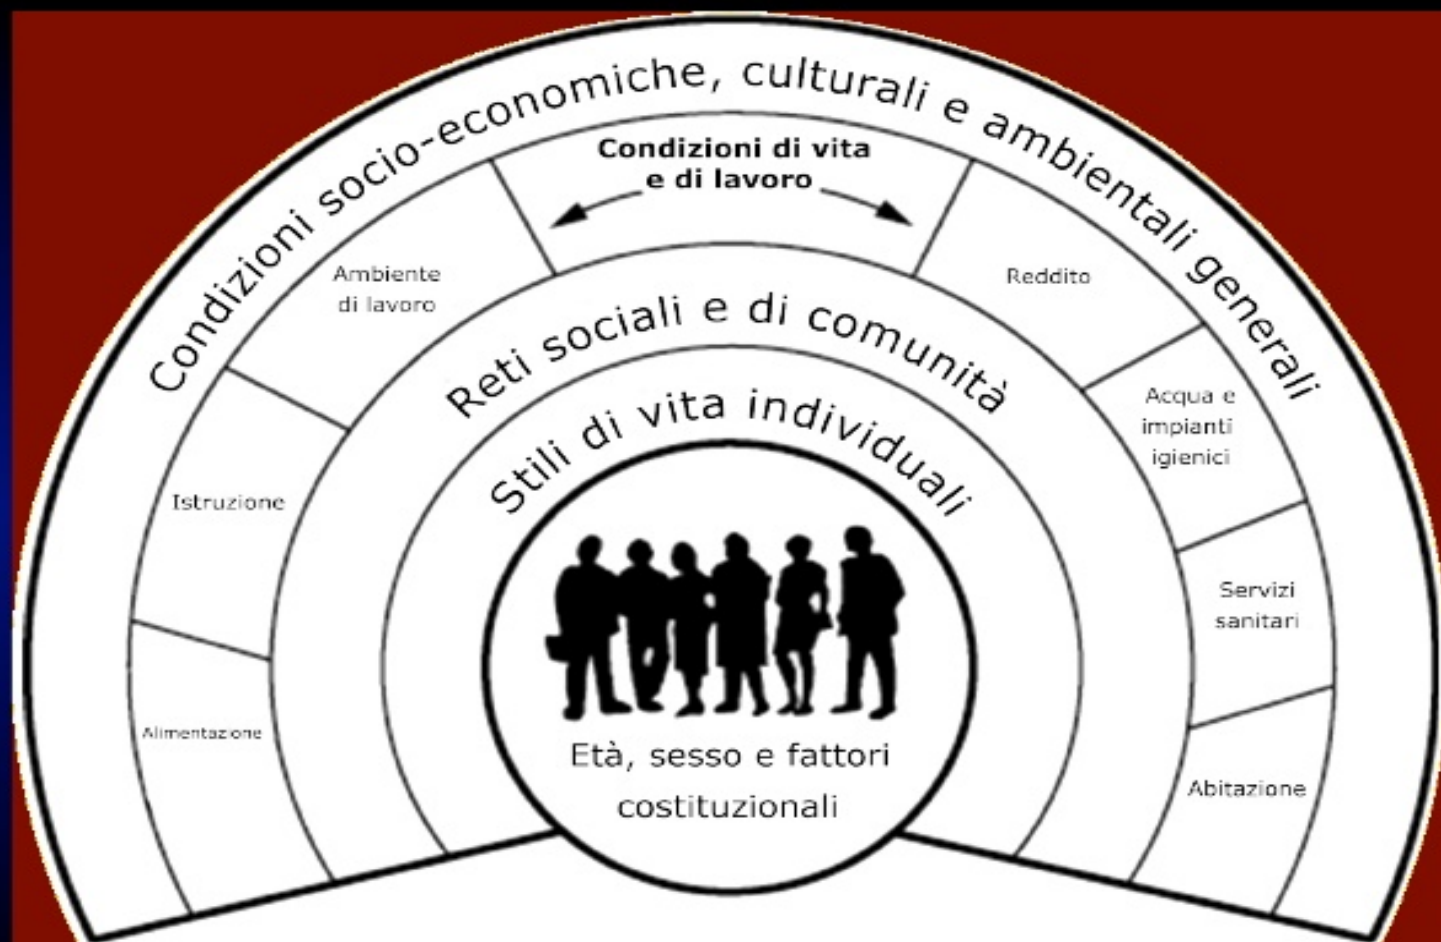 Condizioni socio-economiche, culturali e ambientali generali
Condizioni di vita
e di lavoro
Ambiente
di lavoro
Reddito
Istruzione
Acqua e
impianti
igienici
Alimentazione
Servizi
sanitari
Abitazione
Reti sociali e di comunità
Stili di vita individuali
Età, sesso e fattori
costituzionali